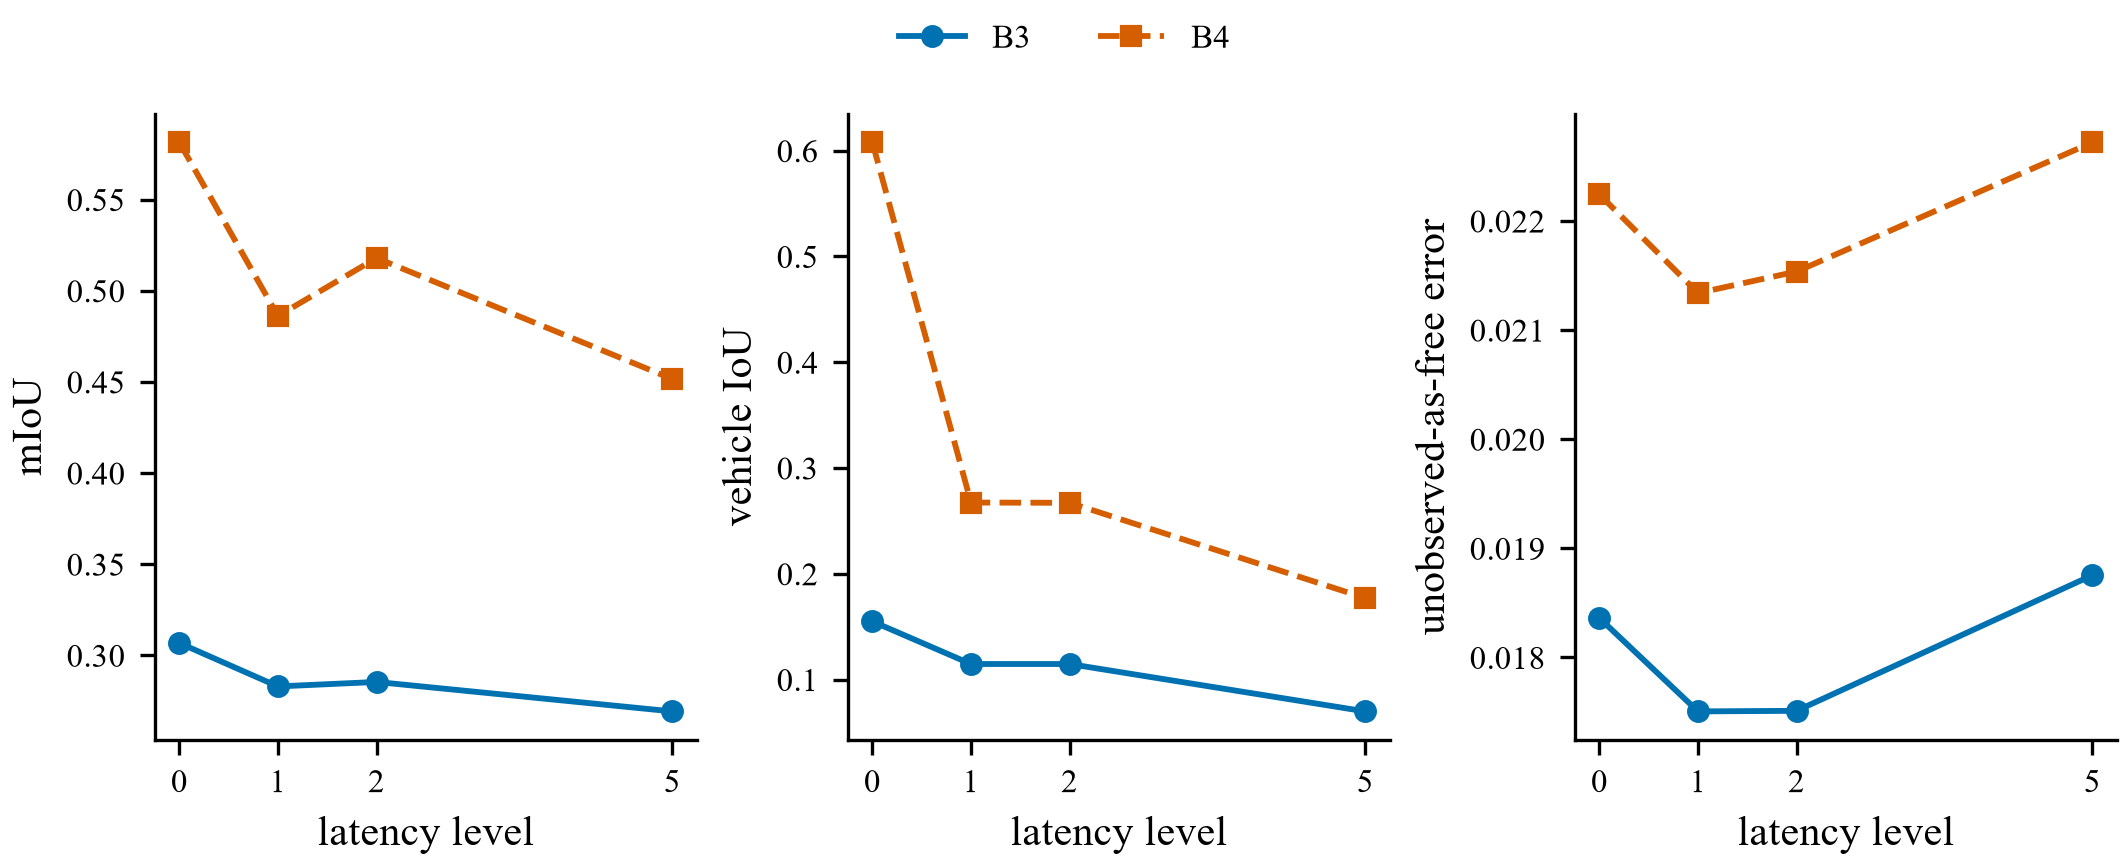 B3 B4
mIoU
0.55
0.50
0.45
0.40
0.35
0.30
0 1 2 5
latency level
vehicle IoU
0.6
0.5
0.4
0.3
0.2
0.1
0 1 2 5
latency level
unobserved-as-free error
0.022
0.021
0.020
0.019
0.018
0 1 2 5
latency level